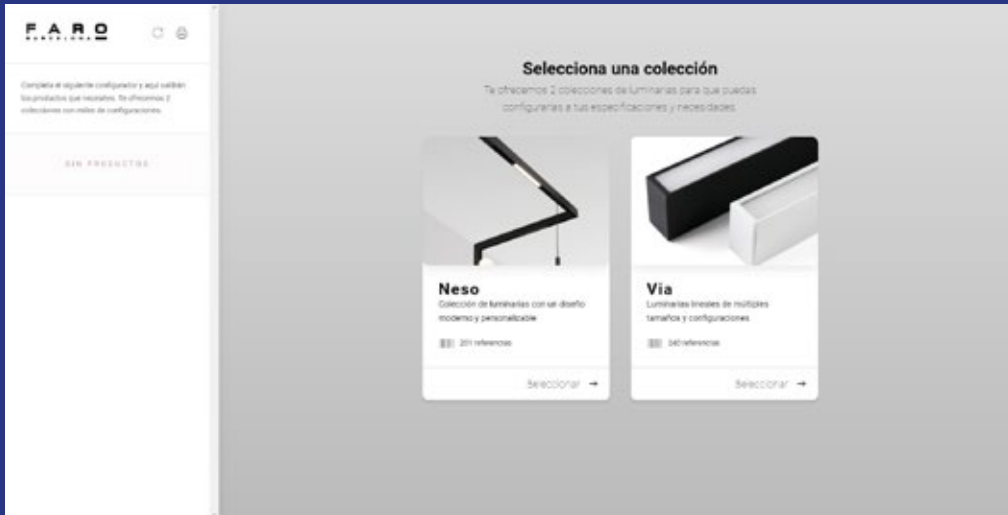 FARO
BARCELONA
Completa el siguiente configurador y aquí saldrán
los productos que necesites. Te ofrecemos 2
colecciones con miles de configuraciones.
SIN PRODUCTOS
Selecciona una colección
Te ofrecemos 2 colecciones de luminarias para que puedas
configurarlas a tus especificaciones y necesidades.
Neso
Colección de luminarias con un diseño
moderno y personalizable
201 referencias
Seleccionar →
Via
Luminarias lineales de múltiples
tamaños y configuraciones
referencias
Seleccionar →